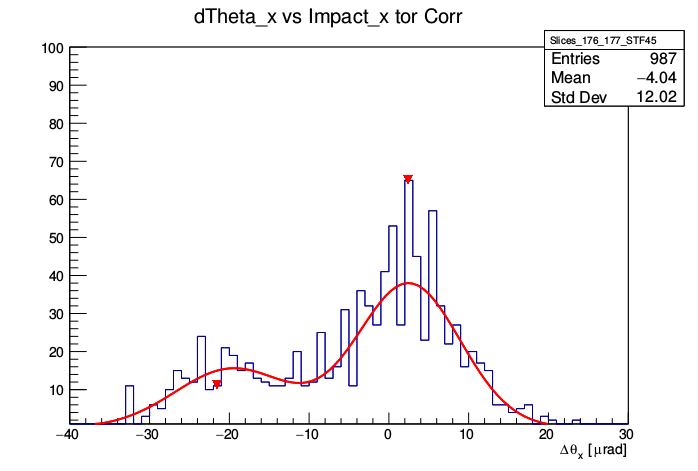 dTheta_x vs Impact_x tor Corr
Slices_176_177_STF45
Entries 987
Mean −4.04
Std Dev 12.02
100
90
80
70
60
50
40
30
20
10
−40 −30 −20 −10 0 10 20 30
Δθx [μrad]